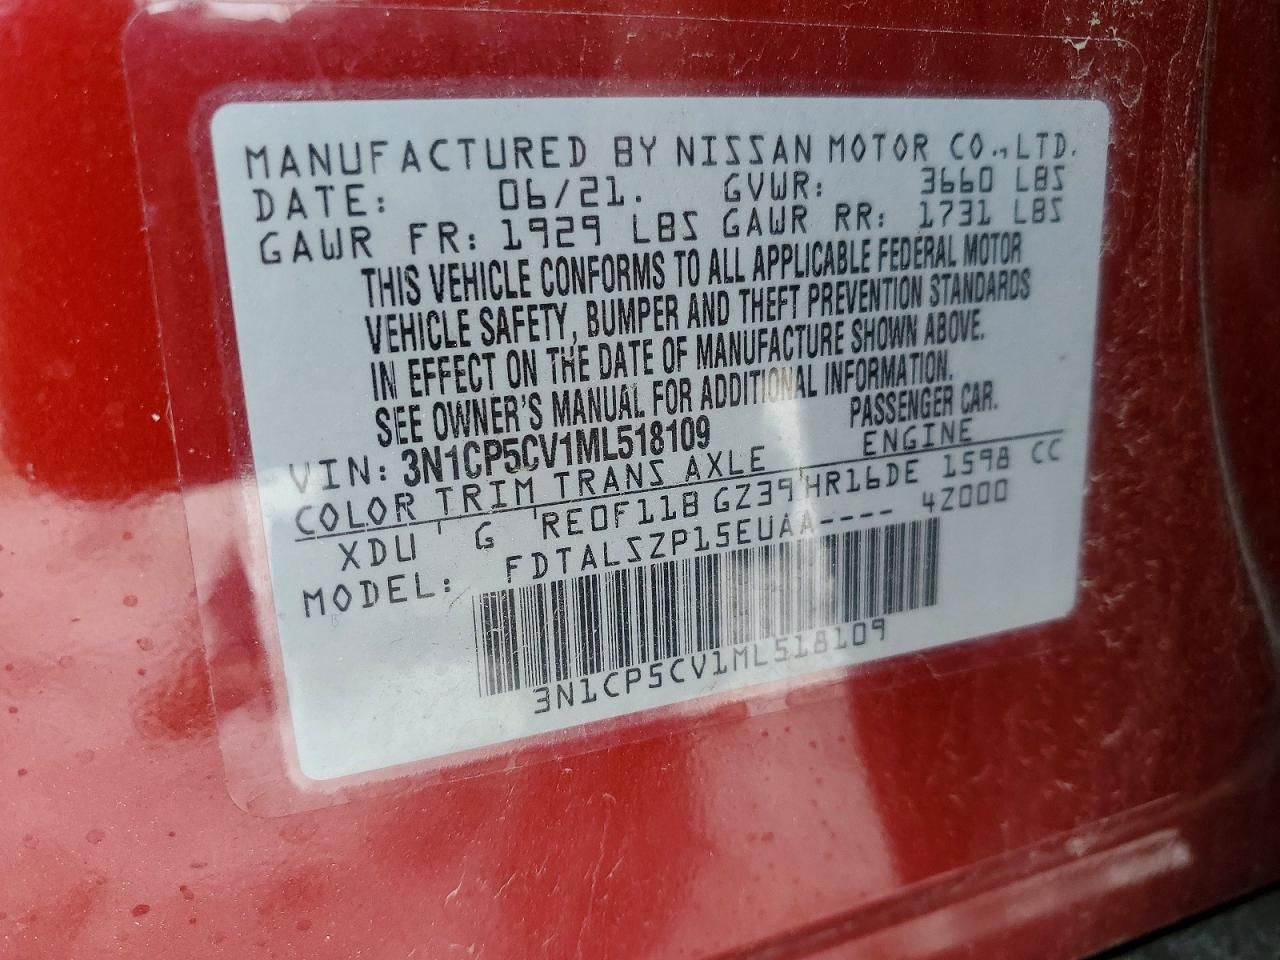 MANUFACTURED BY NISSAN MOTOR CO.,LTD.
DATE: 06/21. GVWR: 3660 LBS
GAWR FR: 1929 LBS GAWR RR: 1731 LBS
THIS VEHICLE CONFORMS TO ALL APPLICABLE FEDERAL MOTOR
VEHICLE SAFETY, BUMPER AND THEFT PREVENTION STANDARDS
IN EFFECT ON THE DATE OF MANUFACTURE SHOWN ABOVE.
SEE OWNER'S MANUAL FOR ADDITIONAL INFORMATION.
VIN: 3N1CP5CV1ML518109 PASSENGER CAR.
COLOR TRIM TRANS AXLE ENGINE
XDU G RE0F11B GZ39 HR16DE 1598 CC
MODEL: FDTALSZP15EUAA---- 4Z000
3N1CP5CV1ML518109